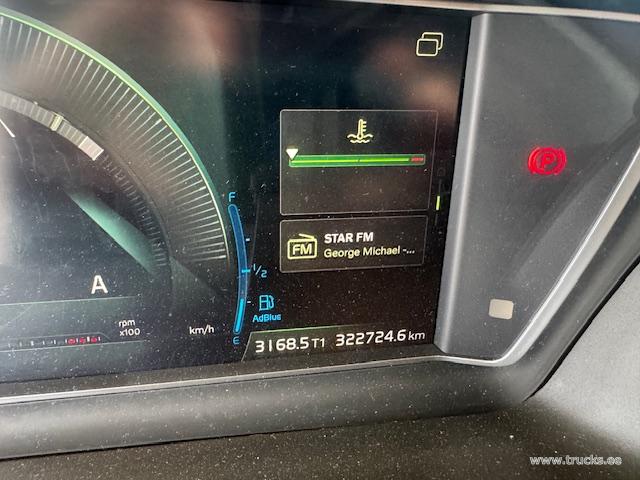 F
STAR FM
FM
George Michael -...
1/2
A
AdBlue
rpm
x100
km/h
E
3168.5 T1 322724.6 km
P
www.trucks.ee